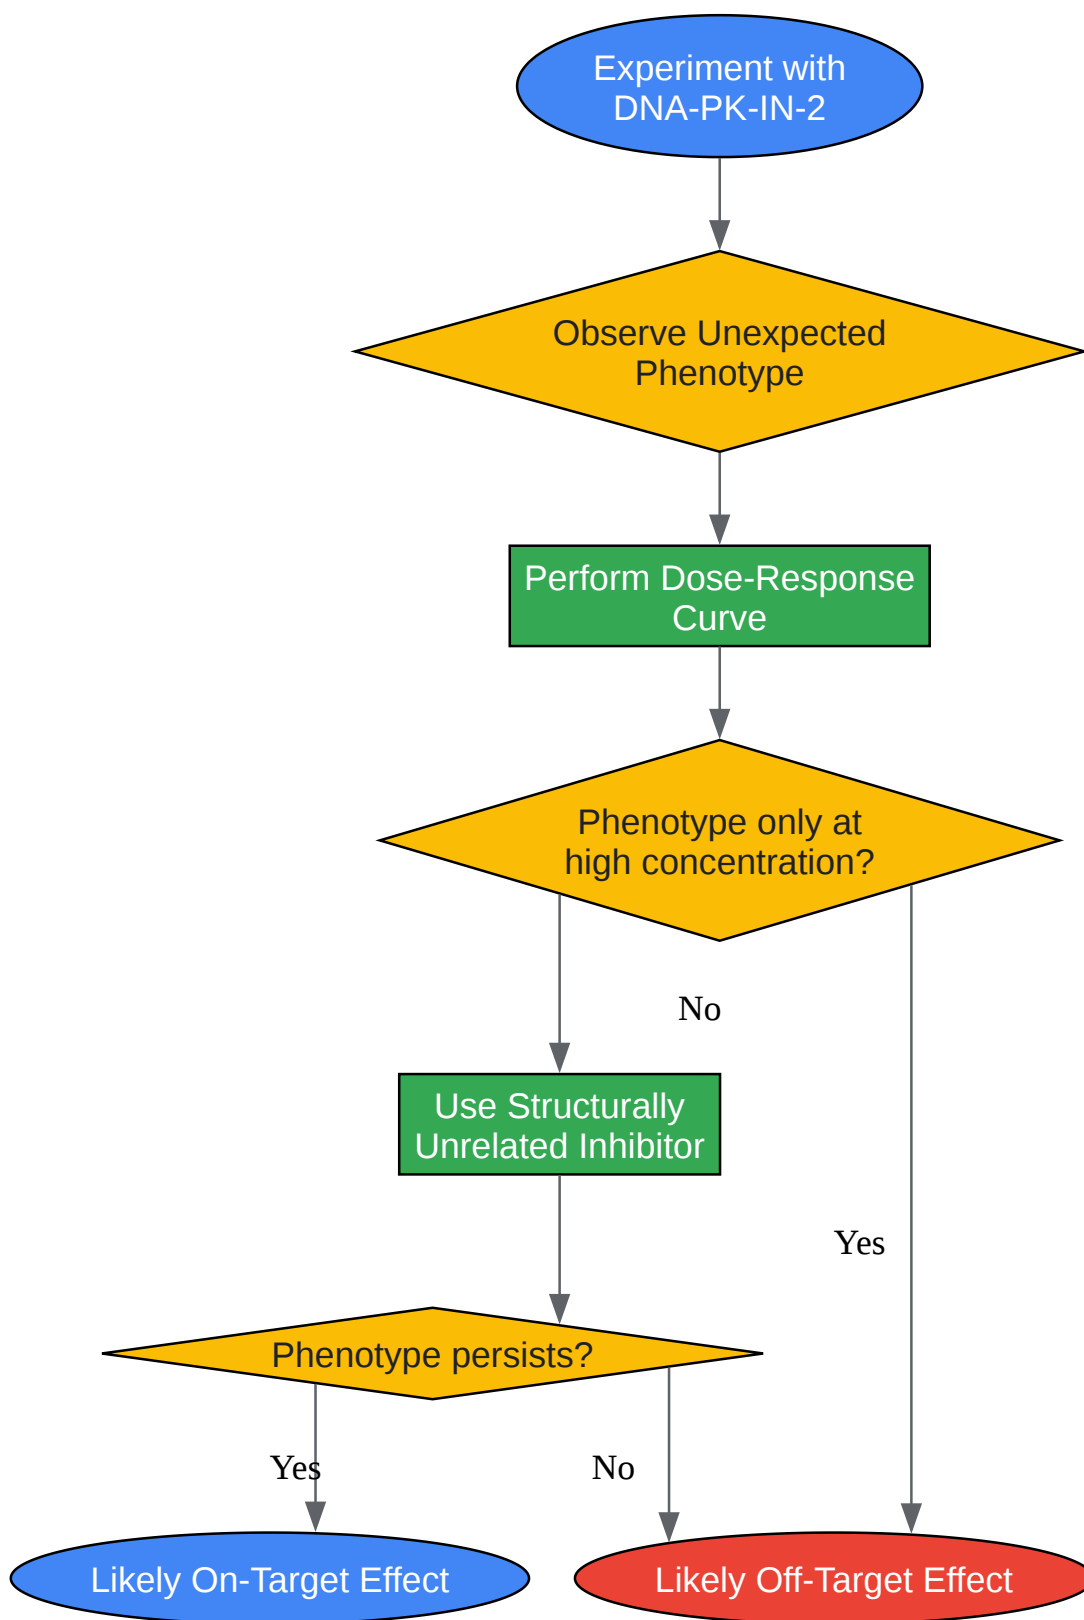 Experiment with
DNA-PK-IN-2
Observe Unexpected
Phenotype
Perform Dose-Response
Curve
Phenotype only at
high concentration?
No
Use Structurally
Unrelated Inhibitor
Yes
Phenotype persists?
Yes
No
Likely On-Target Effect
Likely Off-Target Effect